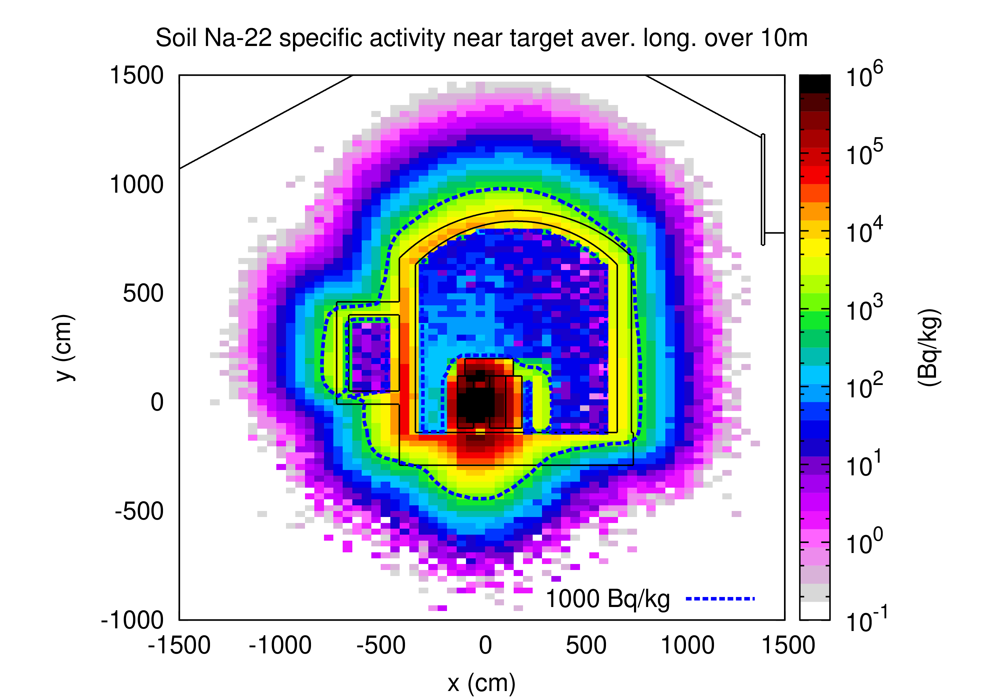 Soil Na-22 specific activity near target aver. long. over 10m
1500
1000
500
0
-500
-1000
y (cm)
-1500 -1000 -500 0 500 1000 1500
x (cm)
1000 Bq/kg
10^6
10^5
10^4
10^3
10^2
10^1
10^0
10^-1
(Bq/kg)